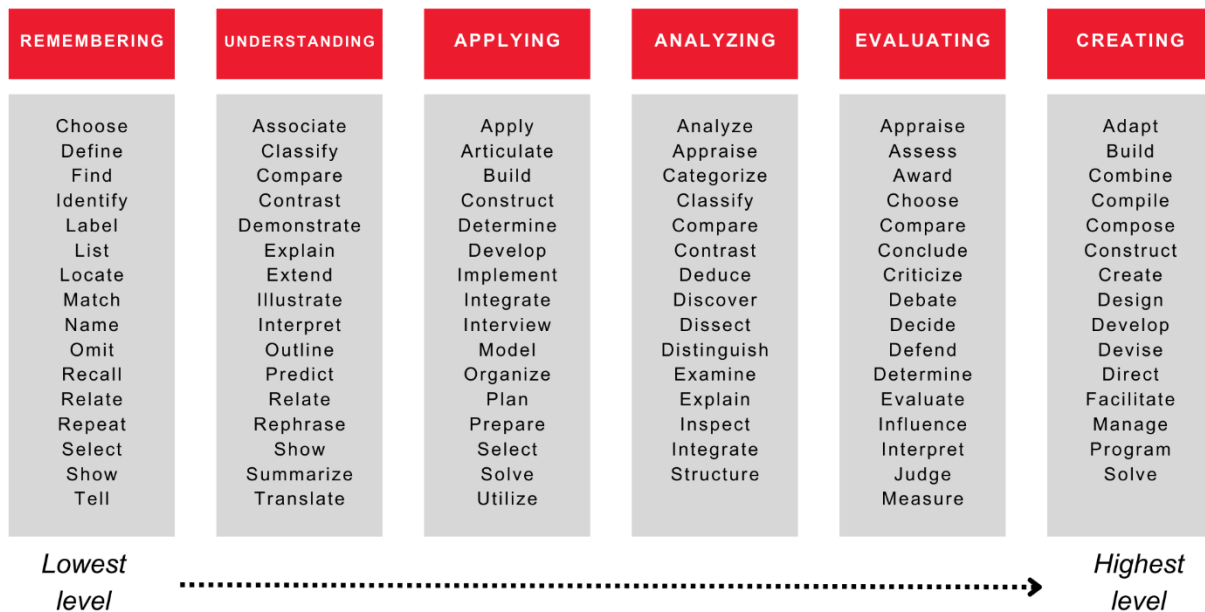 REMEMBERING
Choose
Define
Find
Identify
Label
List
Locate
Match
Name
Omit
Recall
Relate
Repeat
Select
Show
Tell
UNDERSTANDING
Associate
Classify
Compare
Contrast
Demonstrate
Explain
Extend
Illustrate
Interpret
Outline
Predict
Relate
Rephrase
Show
Summarize
Translate
APPLYING
Apply
Articulate
Build
Construct
Determine
Develop
Implement
Integrate
Interview
Model
Organize
Plan
Prepare
Select
Solve
Utilize
ANALYZING
Analyze
Appraise
Categorize
Classify
Compare
Contrast
Deduce
Discover
Dissect
Distinguish
Examine
Explain
Inspect
Integrate
Structure
EVALUATING
Appraise
Assess
Award
Choose
Compare
Conclude
Criticize
Debate
Decide
Defend
Determine
Evaluate
Influence
Interpret
Judge
Measure
CREATING
Adapt
Build
Combine
Compile
Compose
Construct
Create
Design
Develop
Devise
Direct
Facilitate
Manage
Program
Solve
Lowest
level
Highest
level